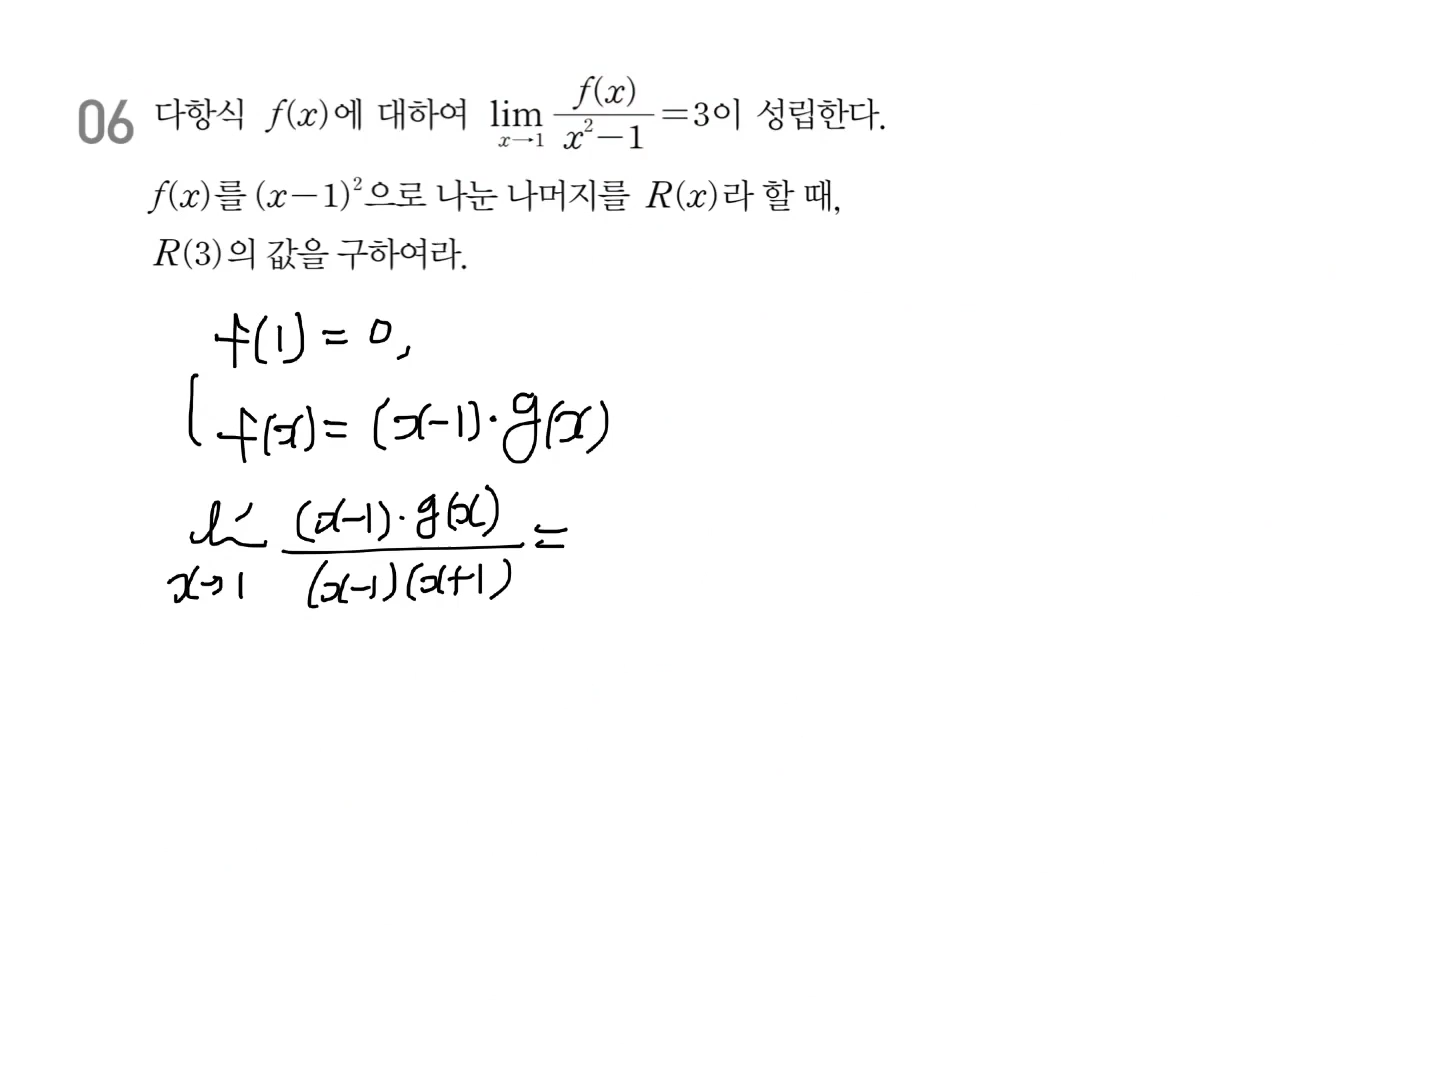 06 다항식 f(x)에 대하여 lim x→1 f(x)/(x²−1) =3이 성립한다.
f(x)를 (x−1)²으로 나눈 나머지를 R(x)라 할 때,
R(3)의 값을 구하여라.
f(1) = 0,
f(x) = (x-1)·g(x)
lim x→1 (x-1)·g(x)/(x-1)(x+1) =